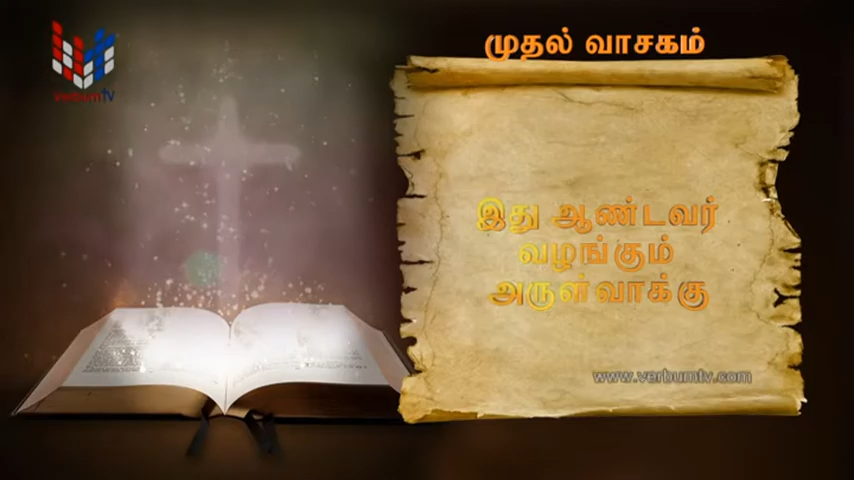 VerbumTV
முதல் வாசகம்
இது ஆண்டவர்
வழங்கும்
அருள்வாக்கு
www.verbumtv.com